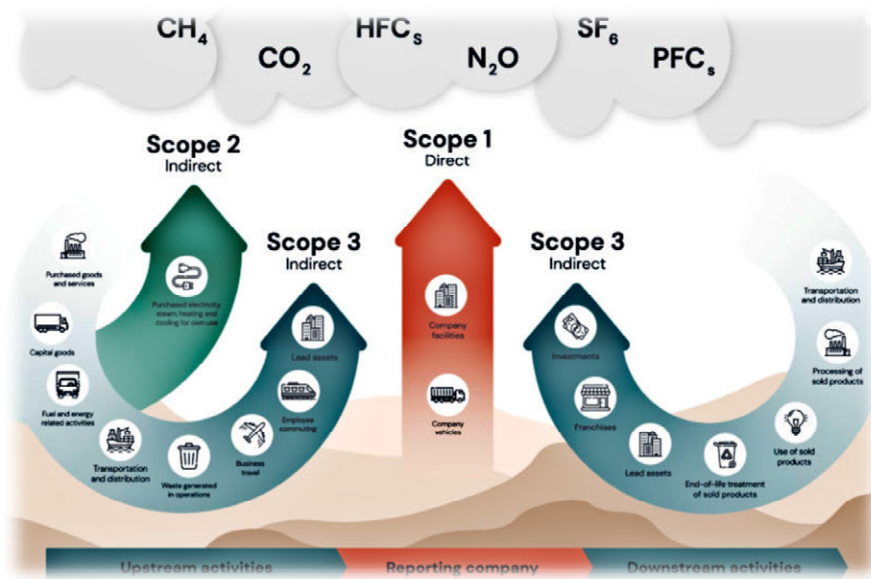 CH4
CO2
HFCs
N2O
SF6
PFCs
Scope 2
Indirect
Scope 1
Direct
Scope 3
Indirect
Scope 3
Indirect
Purchased goods
and services
Capital goods
Fuel and energy
related activities
Transportation
and distribution
Waste generated
in operations
Business
travel
Employee
commuting
Lead assets
Purchased electricity,
steam, heating and
cooling for own use
Company
facilities
Company
vehicles
Investments
Franchises
Lead assets
End-of-life treatment
of sold products
Use of sold
products
Processing of
sold products
Transportation
and distribution
Upstream activities
Reporting company
Downstream activities